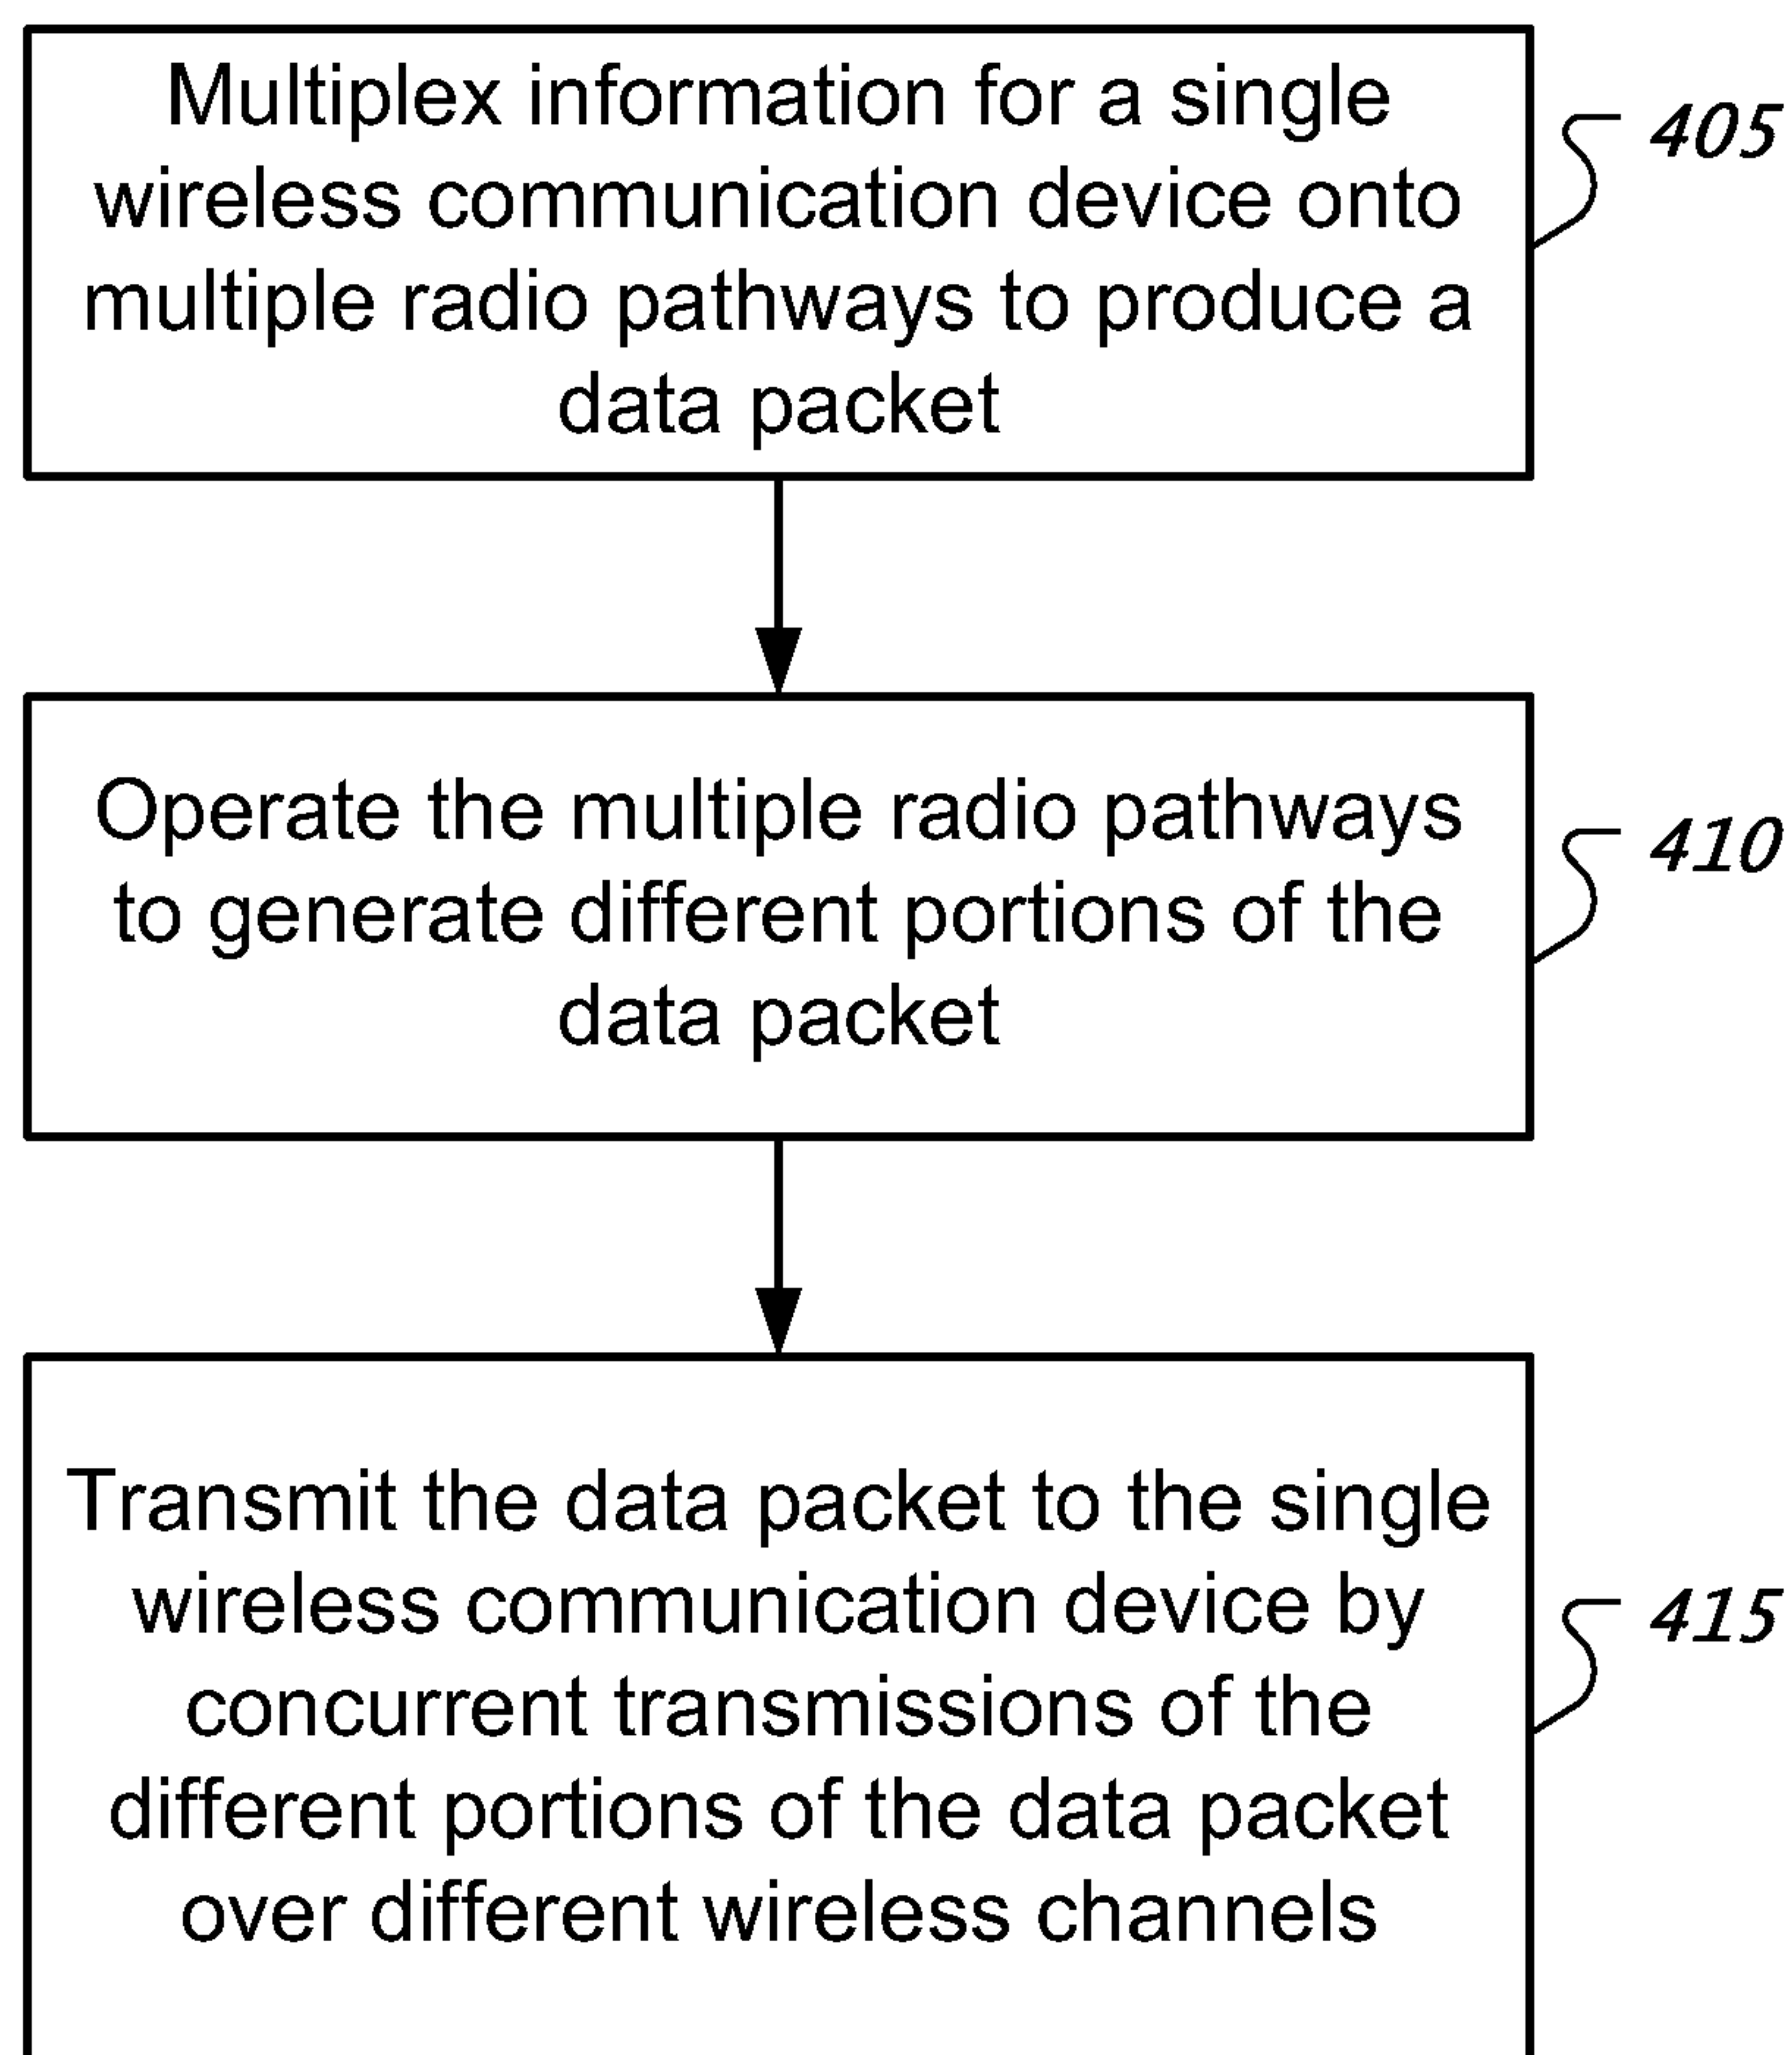 Multiplex information for a single
wireless communication device onto
multiple radio pathways to produce a
data packet
405
Operate the multiple radio pathways
to generate different portions of the
data packet
410
Transmit the data packet to the single
wireless communication device by
concurrent transmissions of the
different portions of the data packet
over different wireless channels
415